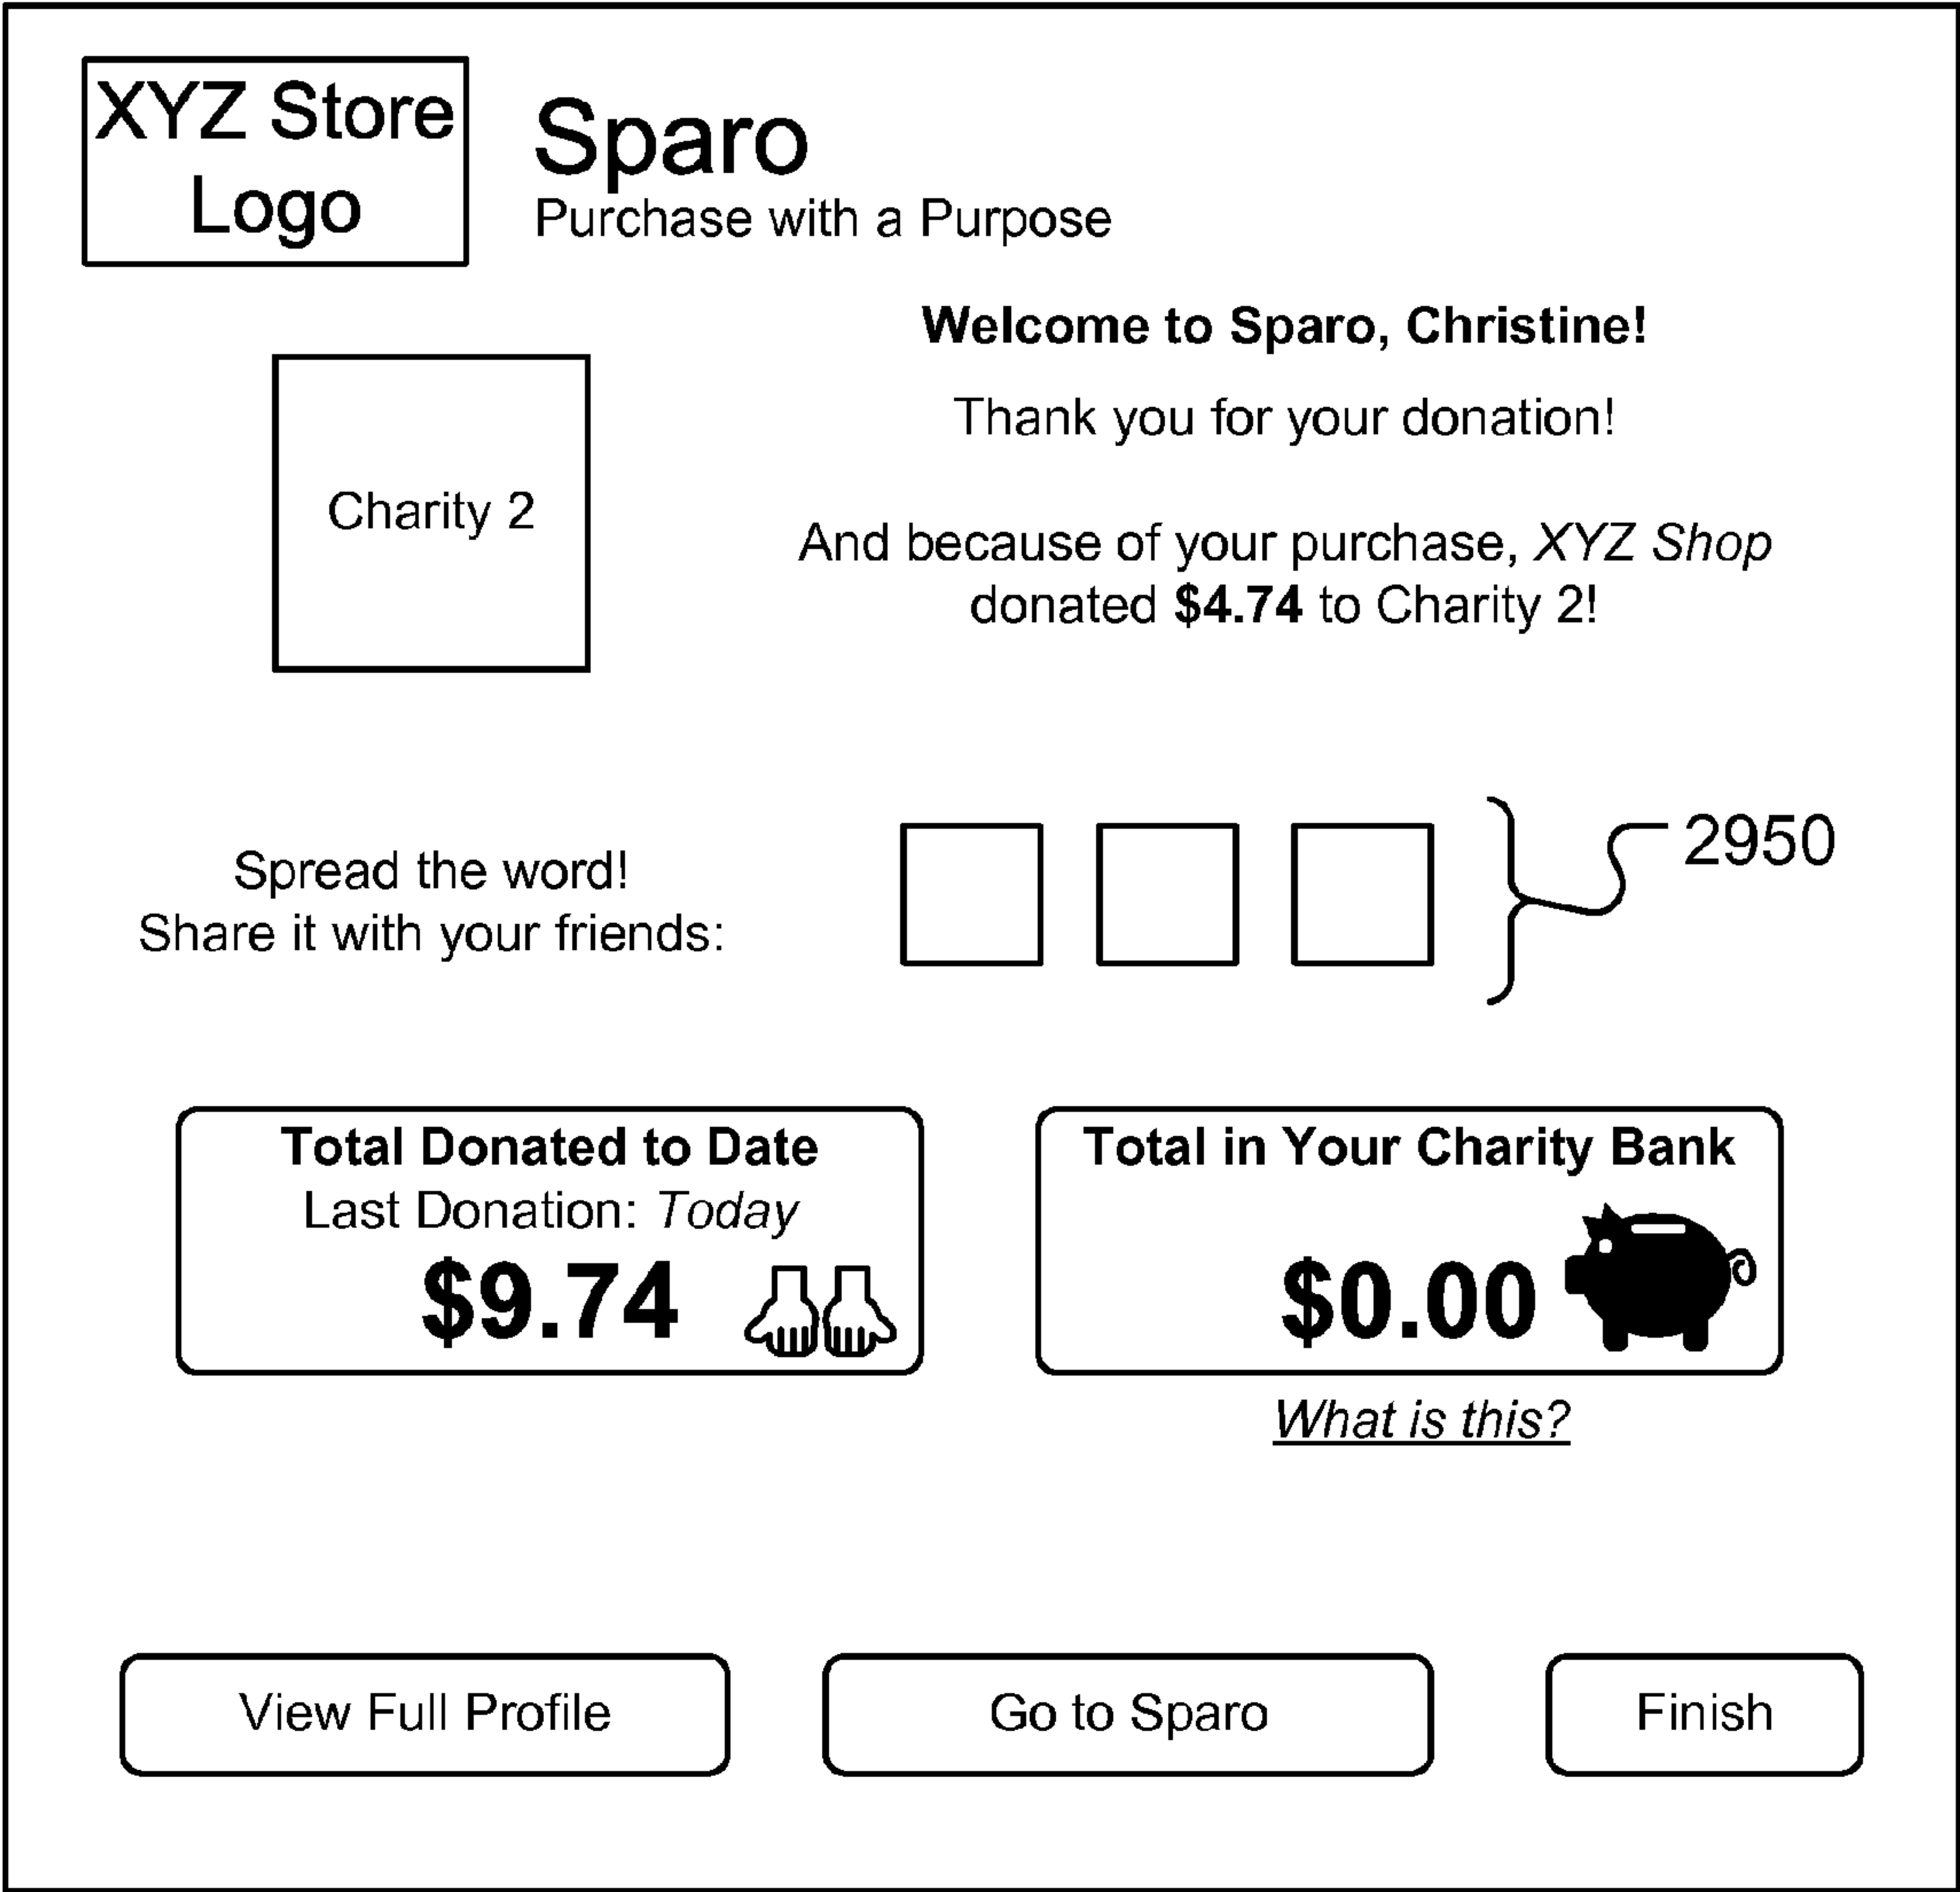 XYZ Store
Logo
Sparo
Purchase with a Purpose
Welcome to Sparo, Christine!
Thank you for your donation!
Charity 2
And because of your purchase, XYZ Shop
donated $4.74 to Charity 2!
2950
Spread the word!
Share it with your friends:
Total Donated to Date
Last Donation: Today
$9.74
Total in Your Charity Bank
$0.00
What is this?
View Full Profile
Go to Sparo
Finish